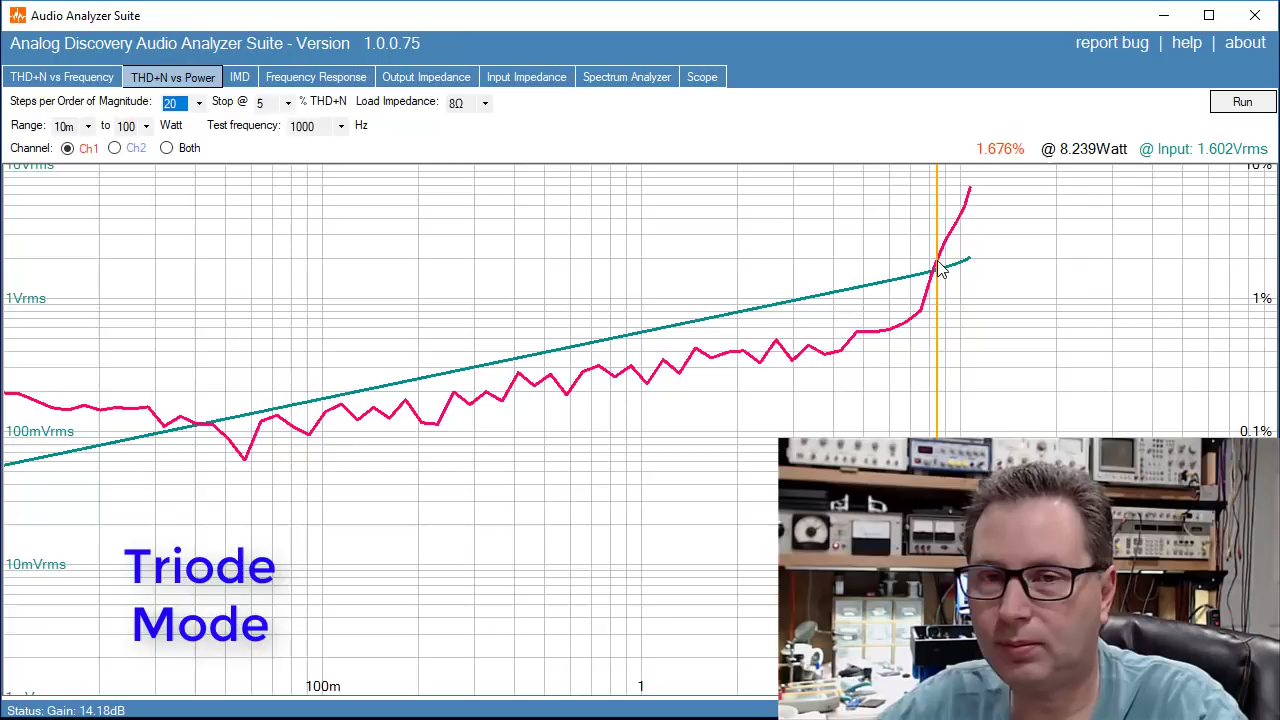 Audio Analyzer Suite
Analog Discovery Audio Analyzer Suite - Version 1.0.0.75
report bug | help | about
THD+N vs Frequency THD+N vs Power IMD Frequency Response Output Impedance Input Impedance Spectrum Analyzer Scope
Steps per Order of Magnitude: 20 Stop @ 5 % THD+N Load Impedance: 8Ω Run
Range: 10m to 100 Watt Test frequency: 1000 Hz
Channel: Ch1 Ch2 Both
1.676% @ 8.239Watt @ Input: 1.602Vrms
10Vrms 10%
1Vrms 1%
100mVrms 0.1%
10mVrms
Triode
Mode
100m 1
Status: Gain: 14.18dB